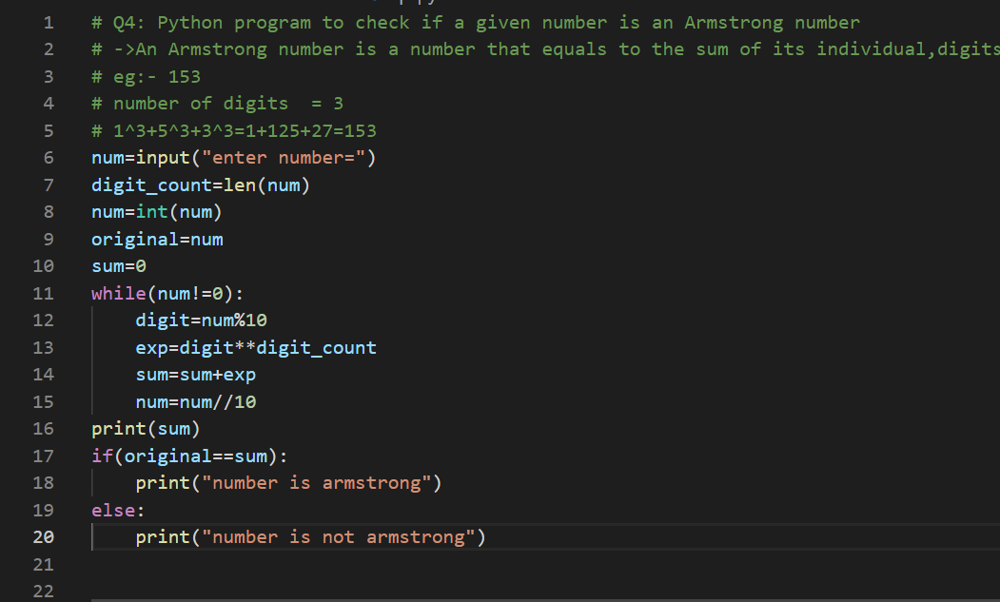 1 # Q4: Python program to check if a given number is an Armstrong number
2 # ->An Armstrong number is a number that equals to the sum of its individual,digits
3 # eg:- 153
4 # number of digits  = 3
5 # 1^3+5^3+3^3=1+125+27=153
6 num=input("enter number=")
7 digit_count=len(num)
8 num=int(num)
9 original=num
10 sum=0
11 while(num!=0):
12     digit=num%10
13     exp=digit**digit_count
14     sum=sum+exp
15     num=num//10
16 print(sum)
17 if(original==sum):
18     print("number is armstrong")
19 else:
20     print("number is not armstrong")
21
22